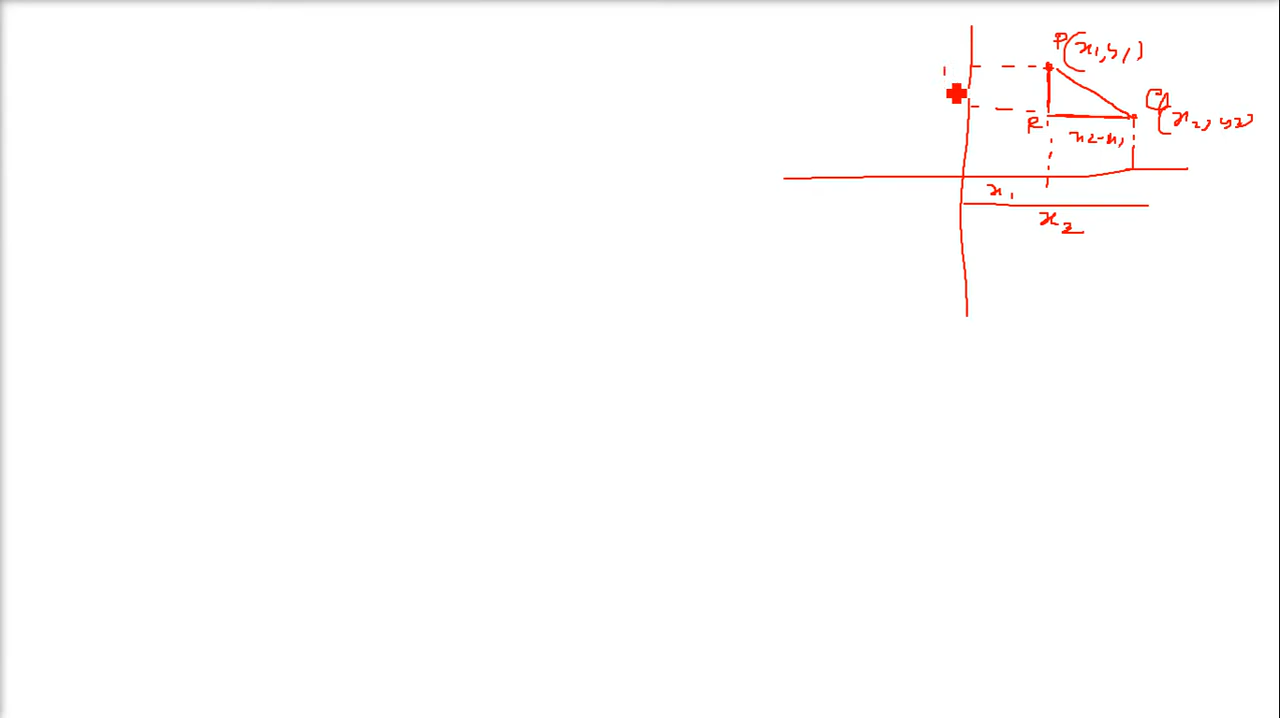 P(x1, y1)
Q
(x2, y2)
R
x2-x1
x1
x2